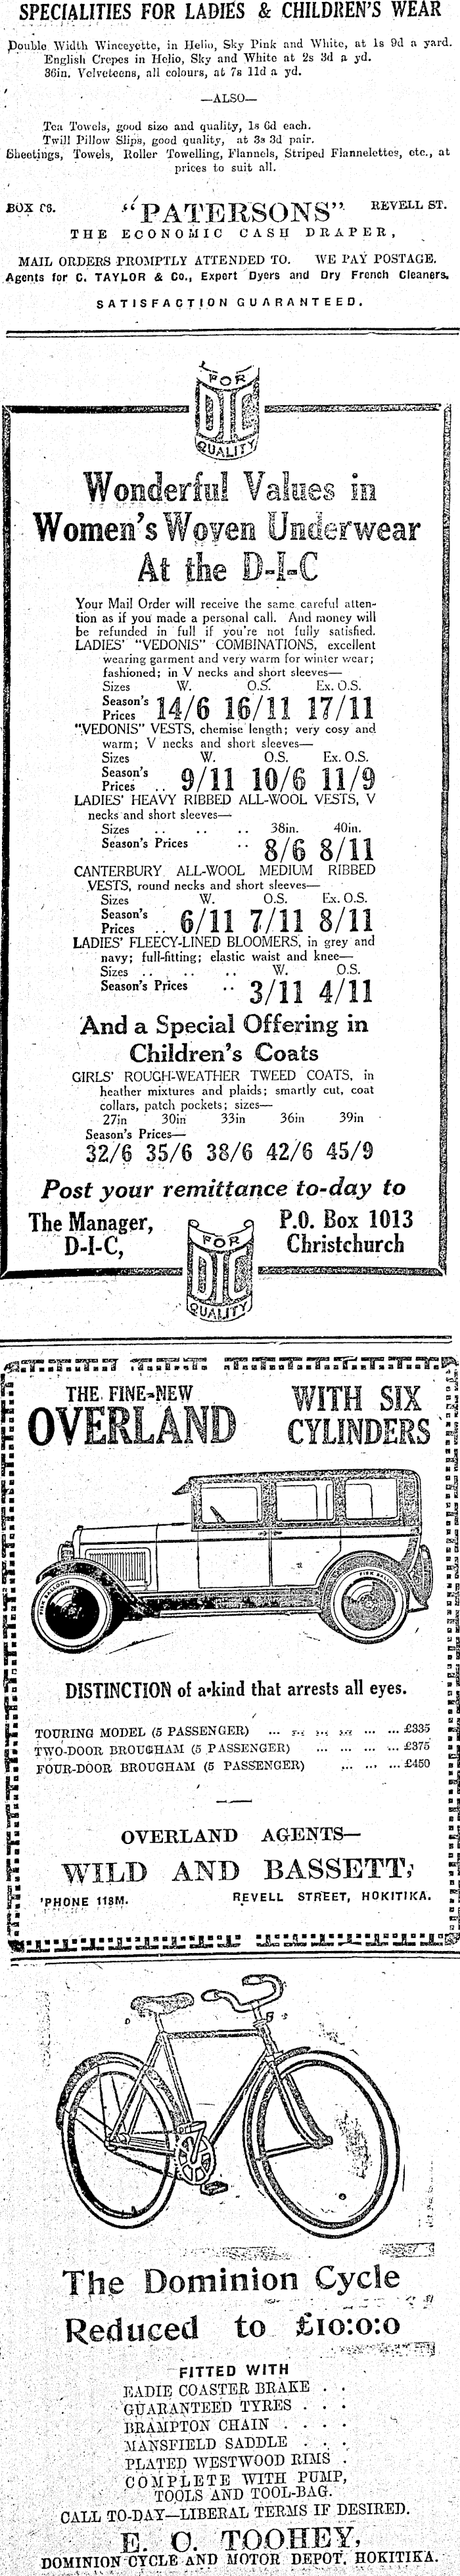 SPECIALITIES FOR LADIES & CHILDREN'S WEAR
Double Width Winceyette, in Helio, Sky Pink and White, at 1s 9d a yard.
English Crepes in Helio, Sky and White at 2s 3d a yd.
36in. Velveteens, all colours, at 7s 11d a yd.
—ALSO—
Tea Towels, good size and quality, 1s 6d each.
Twill Pillow Slips, good quality, at 3s 3d pair.
Sheetings, Towels, Roller Towelling, Flannels, Striped Flannelettes, etc., at
prices to suit all.
BOX 66. "PATERSONS" REVELL ST.
THE ECONOMIC CASH DRAPER,
MAIL ORDERS PROMPTLY ATTENDED TO. WE PAY POSTAGE.
Agents for C. TAYLOR & Co., Expert Dyers and Dry French Cleaners.
SATISFACTION GUARANTEED.
FOR
DIC
QUALITY
Wonderful Values in
Women's Woven Underwear
At the D-I-C
Your Mail Order will receive the same careful atten-
tion as if you made a personal call. And money will
be refunded in full if you're not fully satisfied.
LADIES' "VEDONIS" COMBINATIONS, excellent
wearing garment and very warm for winter wear;
fashioned; in V necks and short sleeves—
Sizes W. O.S. Ex. O.S.
Season's Prices 14/6 16/11 17/11
"VEDONIS" VESTS, chemise length; very cosy and
warm; V necks and short sleeves—
Sizes W. O.S. Ex. O.S.
Season's Prices .. 9/11 10/6 11/9
LADIES' HEAVY RIBBED ALL-WOOL VESTS, V
necks and short sleeves—
Sizes .. .. .. 38in. 40in.
Season's Prices 8/6 8/11
CANTERBURY ALL-WOOL MEDIUM RIBBED
VESTS, round necks and short sleeves—
Sizes W. O.S. Ex. O.S.
Season's Prices .. 6/11 7/11 8/11
LADIES' FLEECY-LINED BLOOMERS, in grey and
navy; full-fitting; elastic waist and knee—
Sizes .. .. .. W. O.S.
Season's Prices .. 3/11 4/11
And a Special Offering in
Children's Coats
GIRLS' ROUGH-WEATHER TWEED COATS, in
heather mixtures and plaids; smartly cut, coat
collars, patch pockets; sizes—
27in 30in 33in 36in 39in
Season's Prices—
32/6 35/6 38/6 42/6 45/9
Post your remittance to-day to
The Manager, P.O. Box 1013
D-I-C, Christchurch
FOR
DIC
QUALITY
THE FINE NEW WITH SIX
OVERLAND CYLINDERS
FISK BALLOON
FISK BALLOON
DISTINCTION of a kind that arrests all eyes.
TOURING MODEL (5 PASSENGER) ... ... ... ... ... ... £335
TWO-DOOR BROUGHAM (5 PASSENGER) ... ... ... ... £375
FOUR-DOOR BROUGHAM (5 PASSENGER) ... ... ... £450
OVERLAND AGENTS—
WILD AND BASSETT,
'PHONE 118M. REVELL STREET, HOKITIKA.
The Dominion Cycle
Reduced to £10:0:0
FITTED WITH
EADIE COASTER BRAKE . .
GUARANTEED TYRES . . .
BRAMPTON CHAIN . . . .
MANSFIELD SADDLE . . .
PLATED WESTWOOD RIMS .
COMPLETE WITH PUMP,
TOOLS AND TOOL-BAG.
CALL TO-DAY—LIBERAL TERMS IF DESIRED.
E. C. TOOHEY,
DOMINION CYCLE AND MOTOR DEPOT, HOKITIKA.